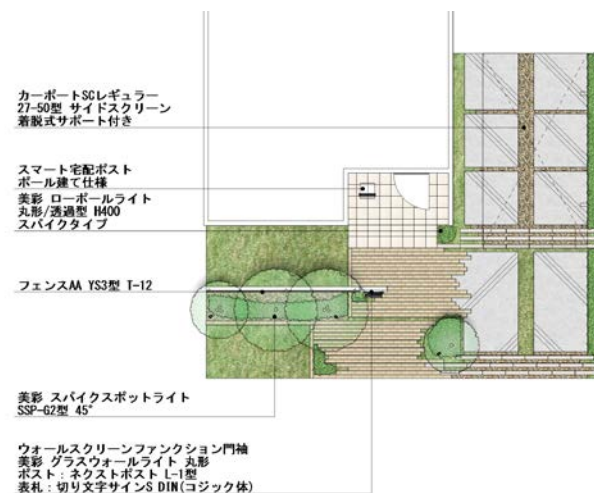 カーポートSCレギュラー
27-50型 サイドスクリーン
着脱式サポート付き
スマート宅配ポスト
ポール建て仕様
美彩 ローポールライト
丸形/透過型 H400
スパイクタイプ
フェンスAA YS3型 T-12
美彩 スパイクスポットライト
SSP-G2型 45°
ウォールスクリーンファンクション門袖
美彩 グラスウォールライト 丸形
ポスト：ネクストポスト L-1型
表札：切り文字サインS DIN(コジック体)